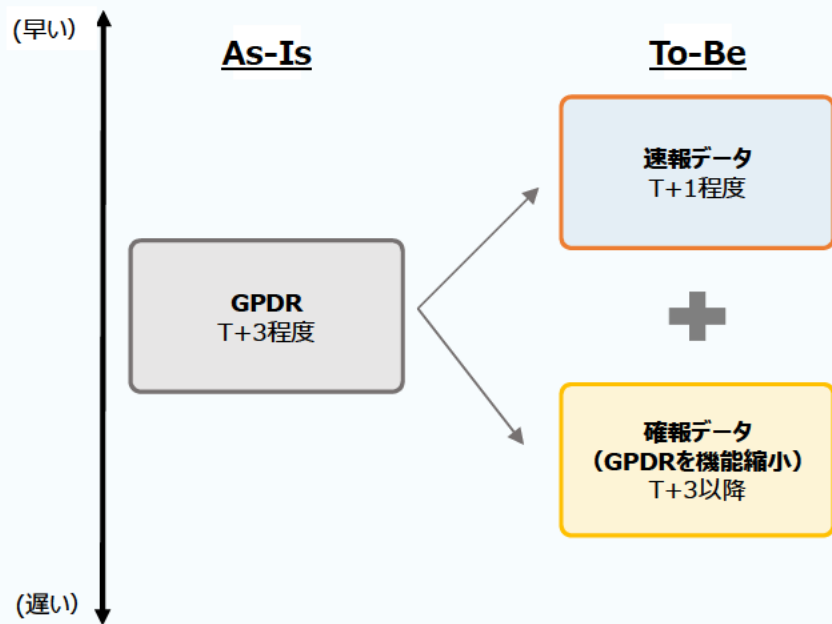 (早い)
As-Is
To-Be
速報データ
T+1程度
GPDR
T+3程度
確報データ
(GPDRを機能縮小)
T+3以降
(遅い)